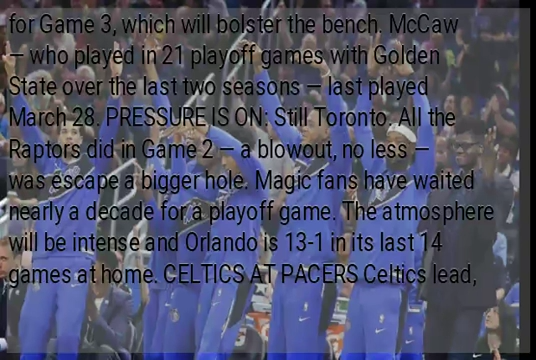 for Game 3, which will bolster the bench. McCaw
— who played in 21 playoff games with Golden
State over the last two seasons — last played
March 28. PRESSURE IS ON: Still Toronto. All the
Raptors did in Game 2 — a blowout, no less —
was escape a bigger hole. Magic fans have waited
nearly a decade for a playoff game. The atmosphere
will be intense and Orlando is 13-1 in its last 14
games at home. CELTICS AT PACERS Celtics lead,